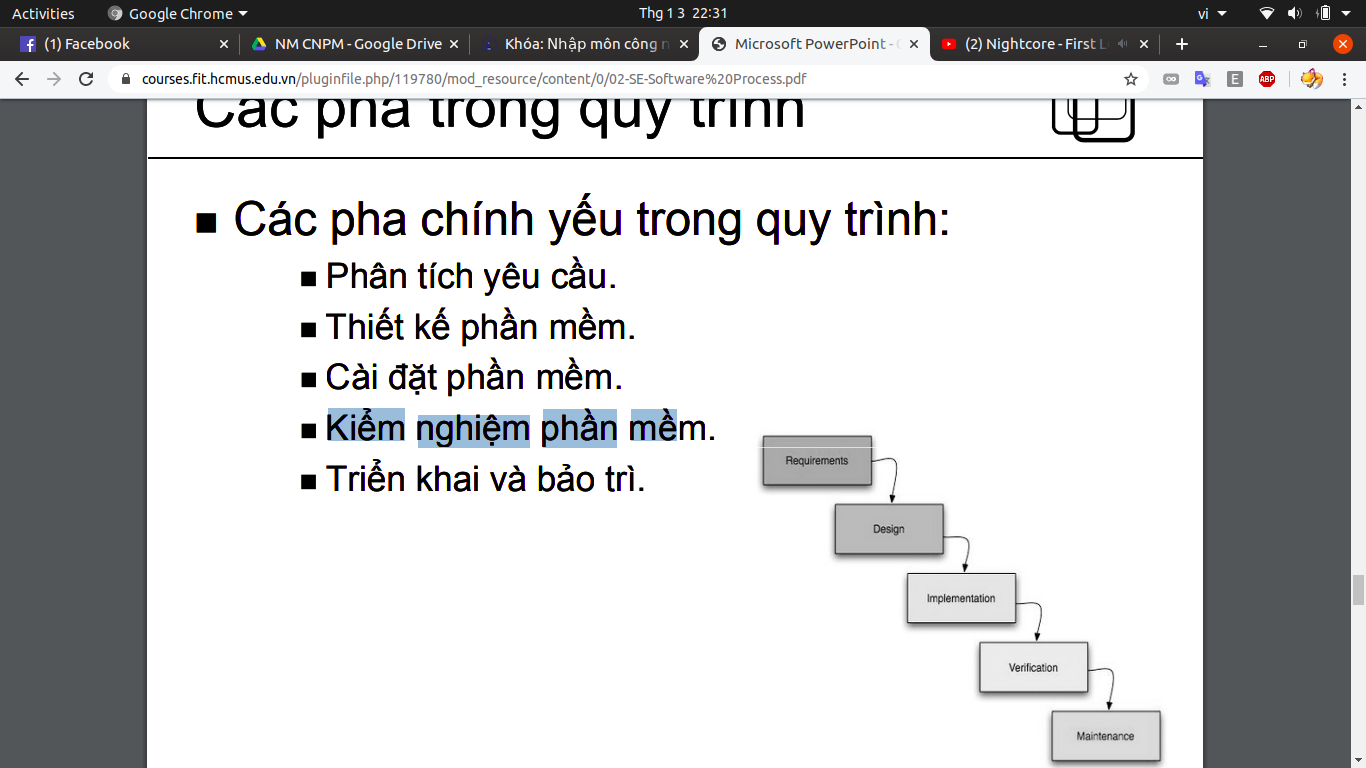 Activities Google Chrome Thg 1 3 22:31 vi
(1) Facebook NM CNPM - Google Drive Khóa: Nhập môn công n Microsoft PowerPoint - (2) Nightcore - First L
courses.fit.hcmus.edu.vn/pluginfile.php/119780/mod_resource/content/0/02-SE-Software%20Process.pdf E ABP
Các pha trong quy trình
Các pha chính yếu trong quy trình:
Phân tích yêu cầu.
Thiết kế phần mềm.
Cài đặt phần mềm.
Kiểm nghiệm phần mềm.
Triển khai và bảo trì.
Requirements
Design
Implementation
Verification
Maintenance